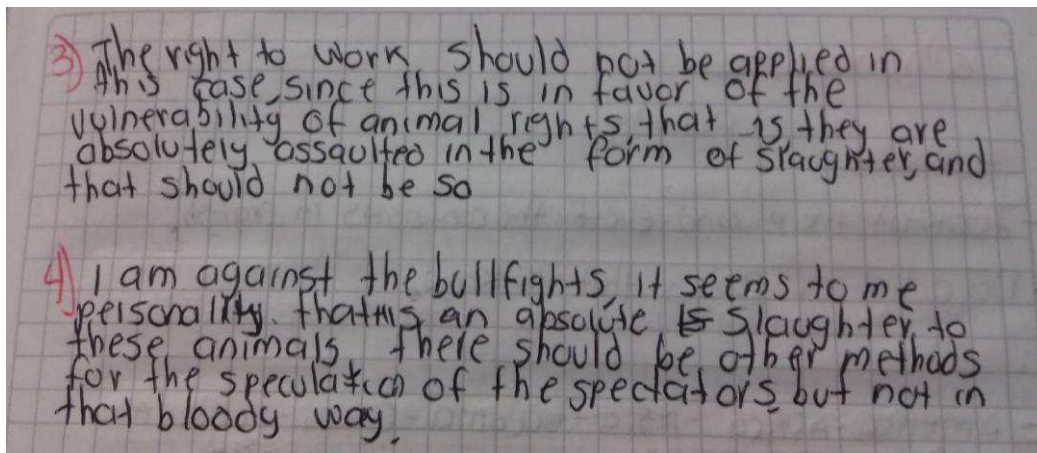 3) The right to work should not be applied in
this case, since this is in favor of the
vulnerability of animal rights, that is they are
absolutely assaulted in the form of slaughter, and
that should not be so
4) I am against the bullfights, it seems to me
personality. that is an absolute slaughter to
these animals, there should be other methods
for the speculation of the spectators, but not in
that bloody way.